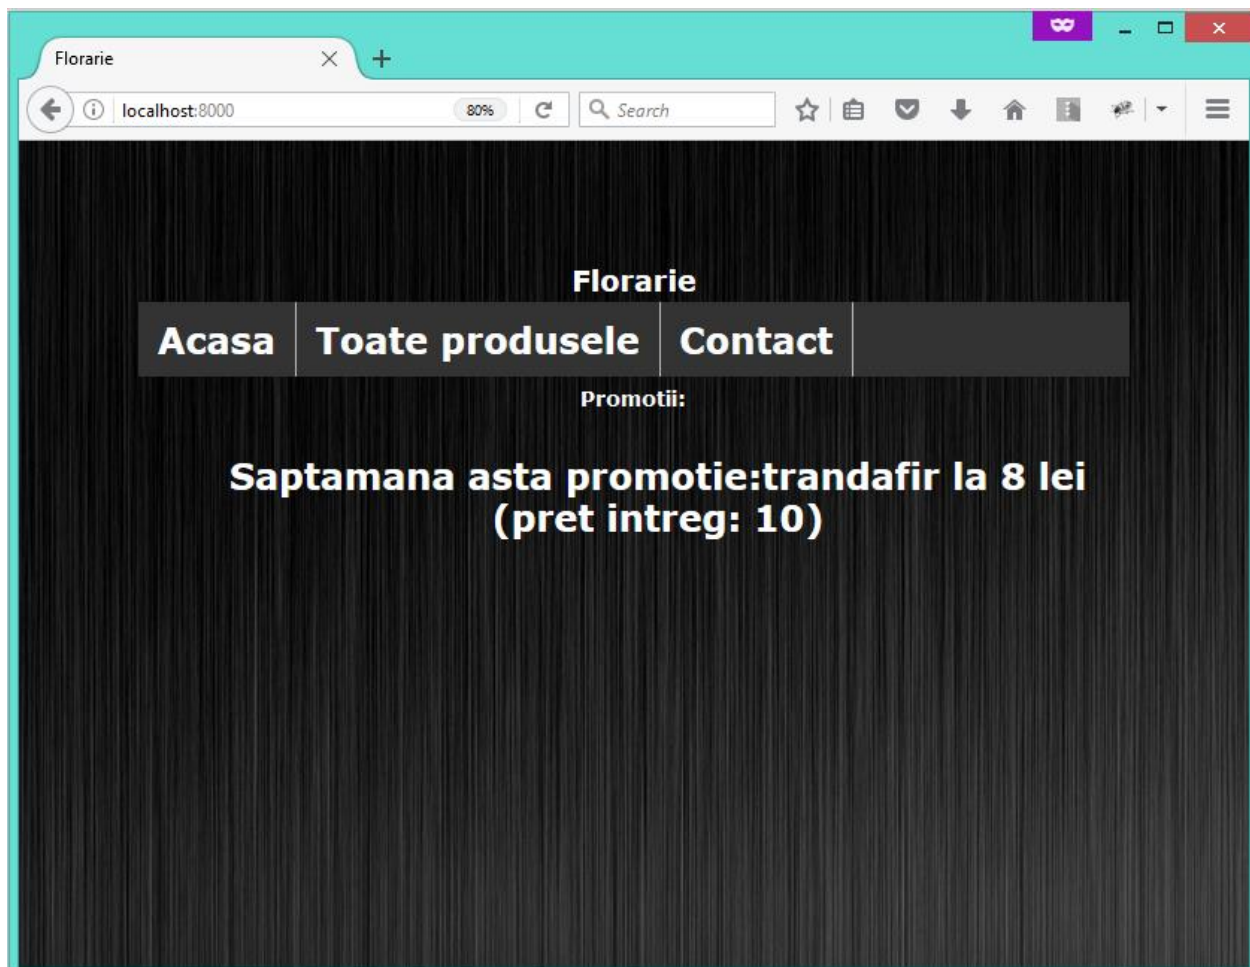 Florarie
localhost:8000 80% Search
Florarie
Acasa Toate produsele Contact
Promotii:
Saptamana asta promotie:trandafir la 8 lei
(pret intreg: 10)